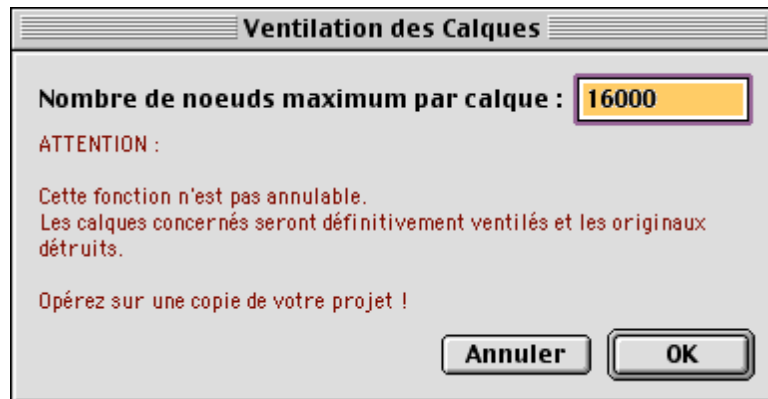 Ventilation des Calques
Nombre de noeuds maximum par calque : 16000
ATTENTION :
Cette fonction n'est pas annulable.
Les calques concernés seront définitivement ventilés et les originaux
détruits.
Opérez sur une copie de votre projet !
Annuler OK